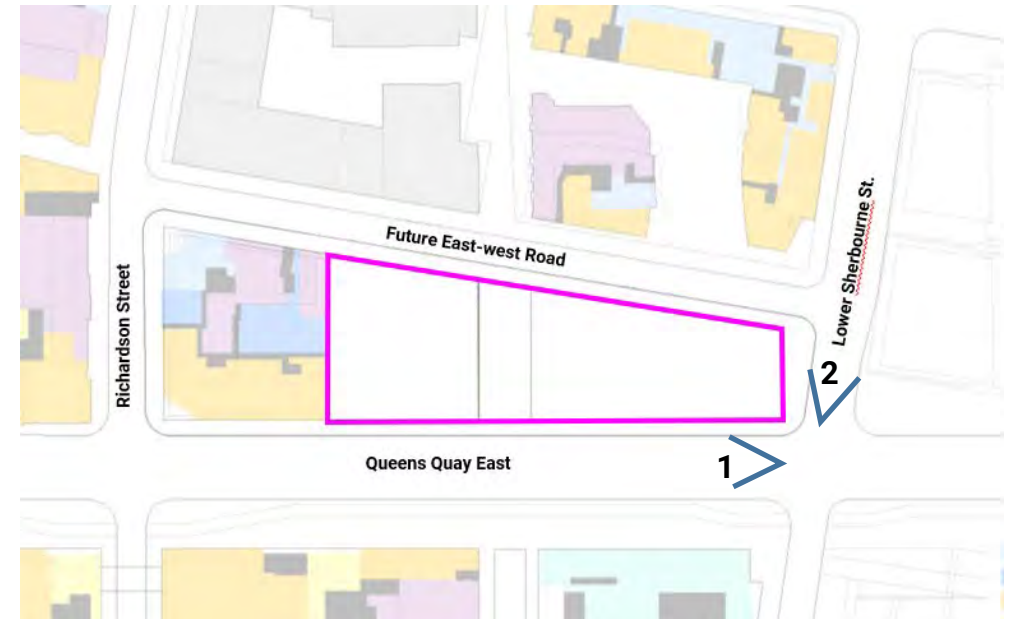 Future East-west Road
Lower Sherbourne St.
Richardson Street
2
Queens Quay East
1